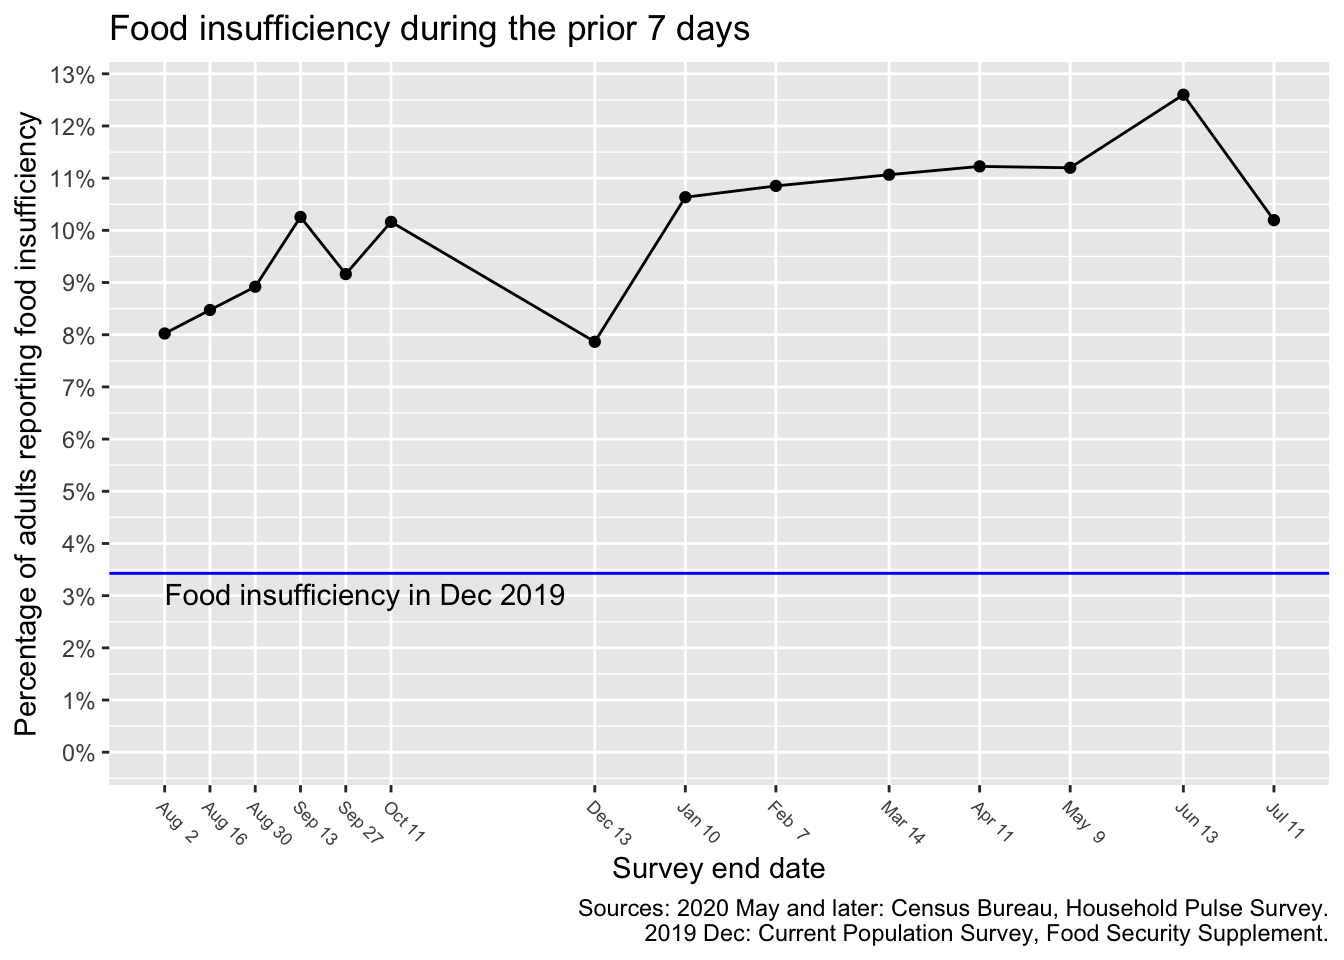 Food insufficiency during the prior 7 days
Percentage of adults reporting food insufficiency
13%
12%
11%
10%
9%
8%
7%
6%
5%
4%
3%
2%
1%
0%
Food insufficiency in Dec 2019
Aug 2
Aug 16
Aug 30
Sep 13
Sep 27
Oct 11
Dec 13
Jan 10
Feb 7
Mar 14
Apr 11
May 9
Jun 13
Jul 11
Survey end date
Sources: 2020 May and later: Census Bureau, Household Pulse Survey.
2019 Dec: Current Population Survey, Food Security Supplement.